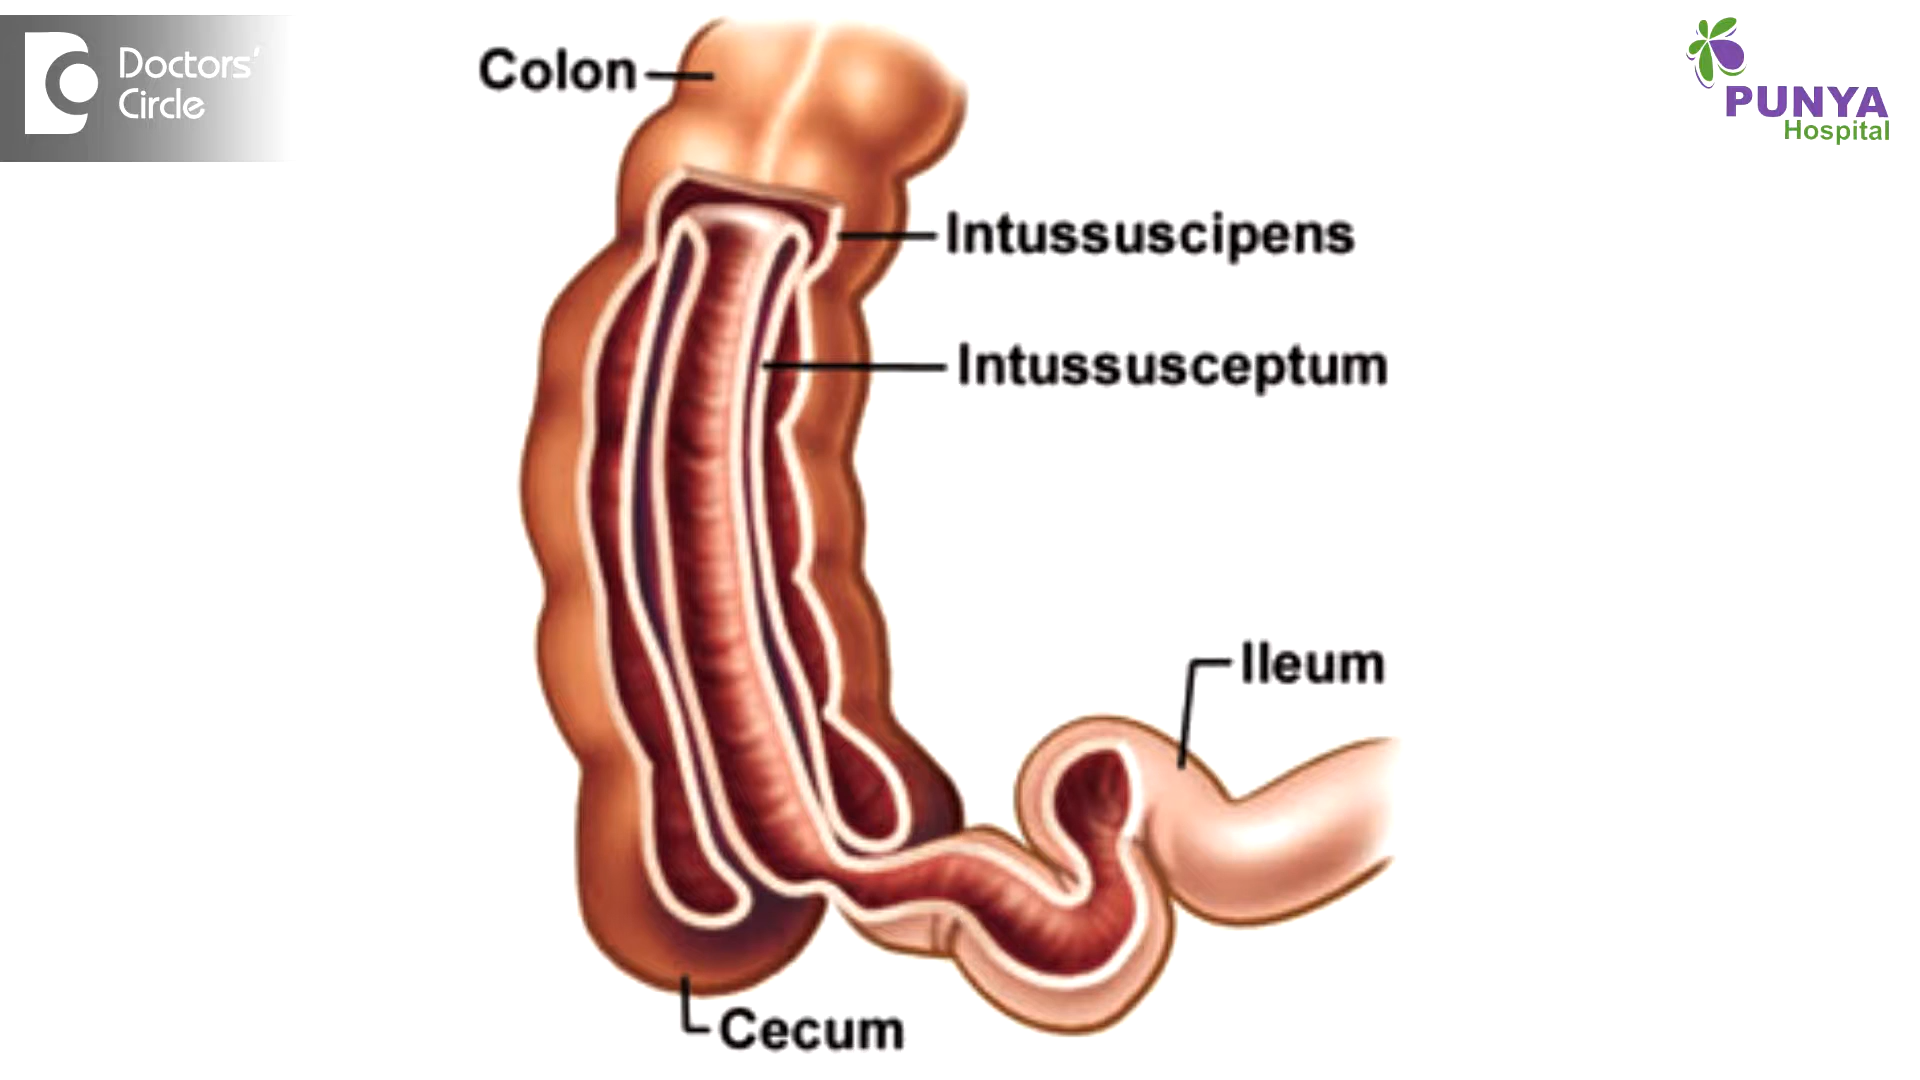 Doctors'
Circle
PUNYA
Hospital
Colon
Intussuscipens
Intussusceptum
Ileum
Cecum